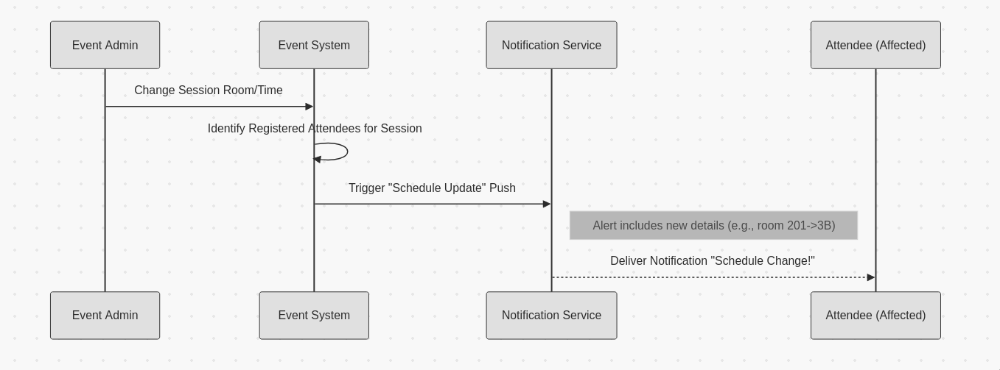 Event Admin
Event System
Notification Service
Attendee (Affected)
Change Session Room/Time
Identify Registered Attendees for Session
Trigger "Schedule Update" Push
Alert includes new details (e.g., room 201->3B)
Deliver Notification "Schedule Change!"
Event Admin
Event System
Notification Service
Attendee (Affected)